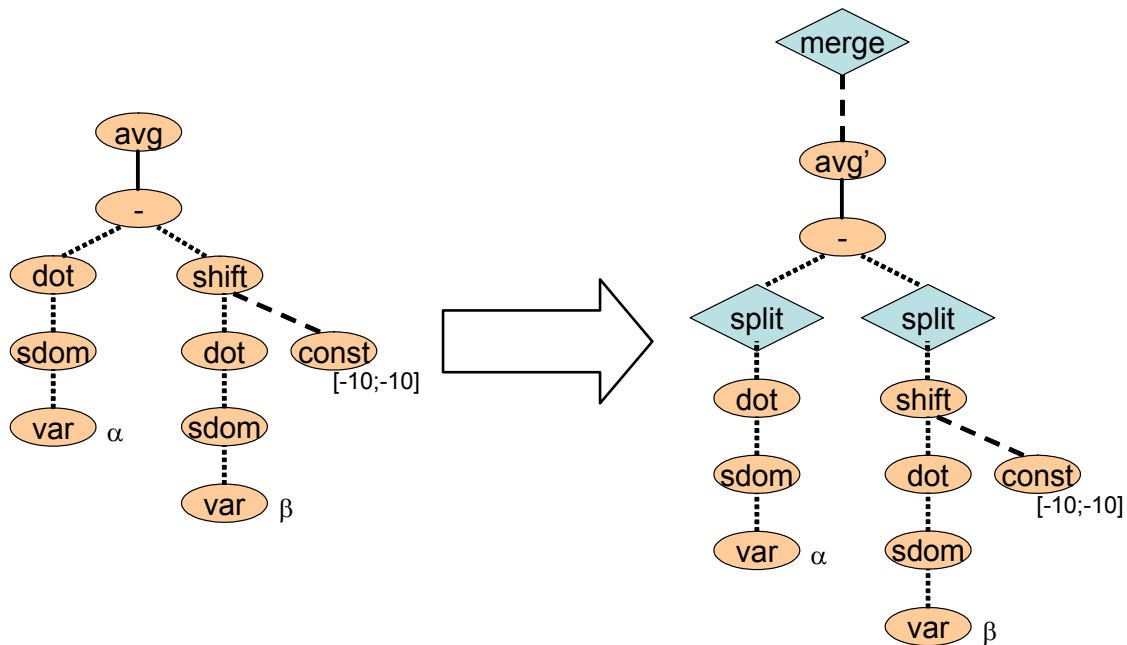 avg
-
dot
shift
sdom
dot
const
[-10;-10]
var α
sdom
var β
merge
avg'
-
split
split
dot
shift
sdom
dot
const
[-10;-10]
var α
sdom
var β